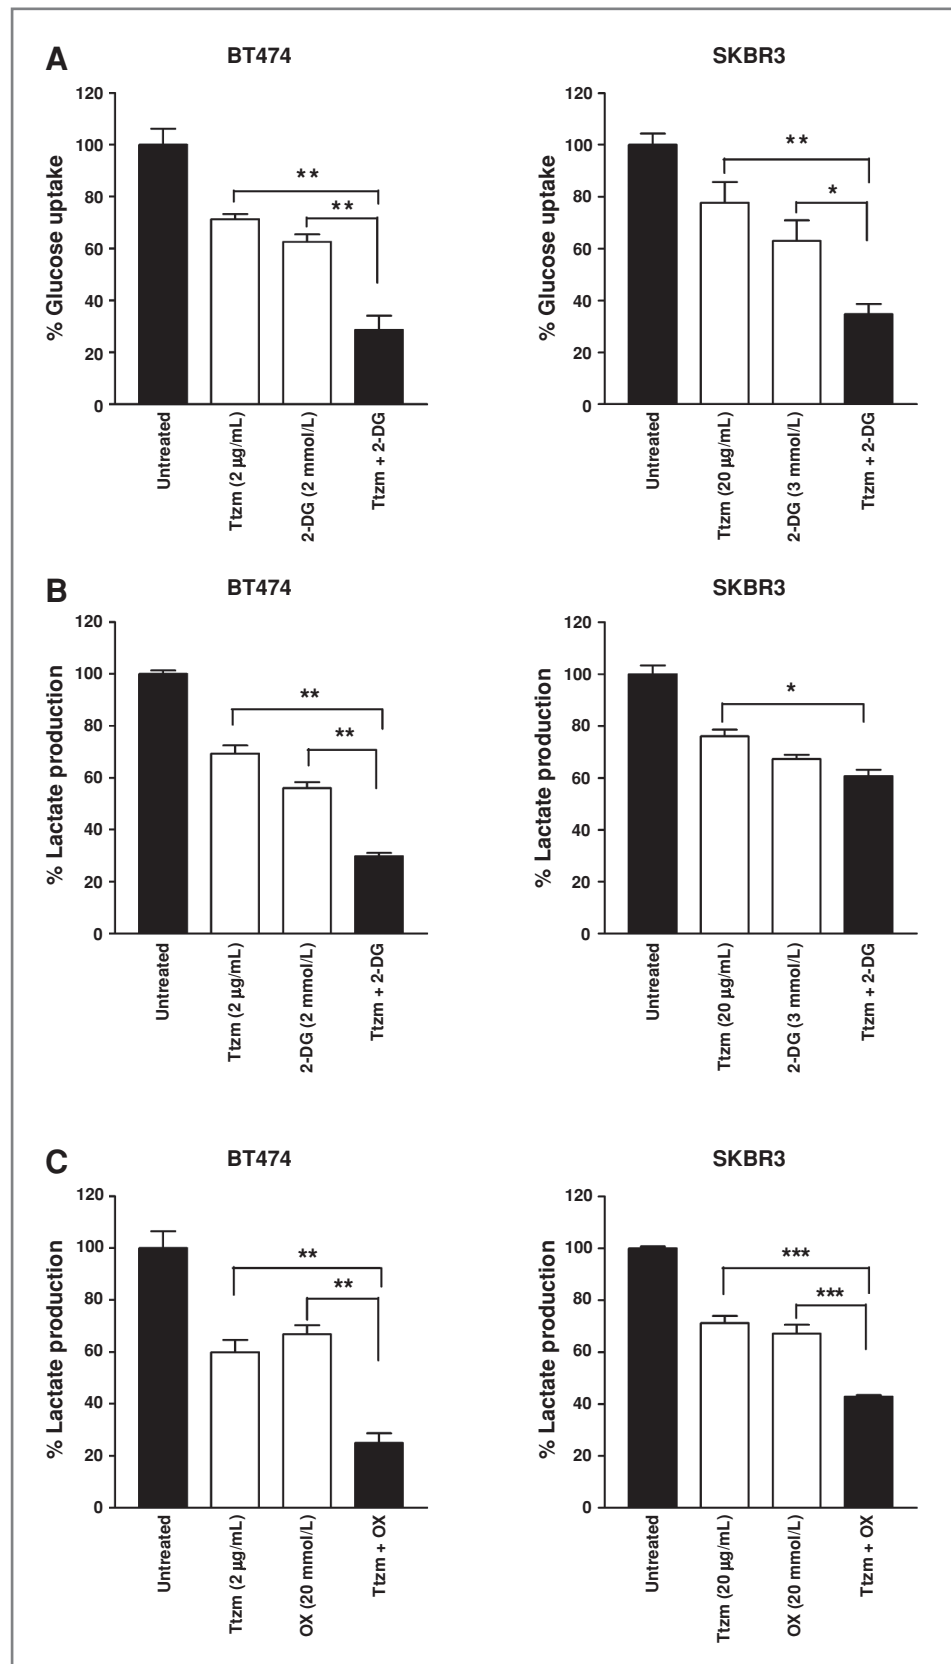 A
BT474
SKBR3
% Glucose uptake
120
100
80
60
40
20
0
**
**
Untreated
Ttzm (2 µg/mL)
2-DG (2 mmol/L)
Ttzm + 2-DG
% Glucose uptake
120
100
80
60
40
20
0
**
*
Untreated
Ttzm (20 µg/mL)
2-DG (3 mmol/L)
Ttzm + 2-DG
B
BT474
SKBR3
% Lactate production
120
100
80
60
40
20
0
**
**
Untreated
Ttzm (2 µg/mL)
2-DG (2 mmol/L)
Ttzm + 2-DG
% Lactate production
120
100
80
60
40
20
0
*
Untreated
Ttzm (20 µg/mL)
2-DG (3 mmol/L)
Ttzm + 2-DG
C
BT474
SKBR3
% Lactate production
120
100
80
60
40
20
0
**
**
Untreated
Ttzm (2 µg/mL)
OX (20 mmol/L)
Ttzm + OX
% Lactate production
120
100
80
60
40
20
0
***
***
Untreated
Ttzm (20 µg/mL)
OX (20 mmol/L)
Ttzm + OX